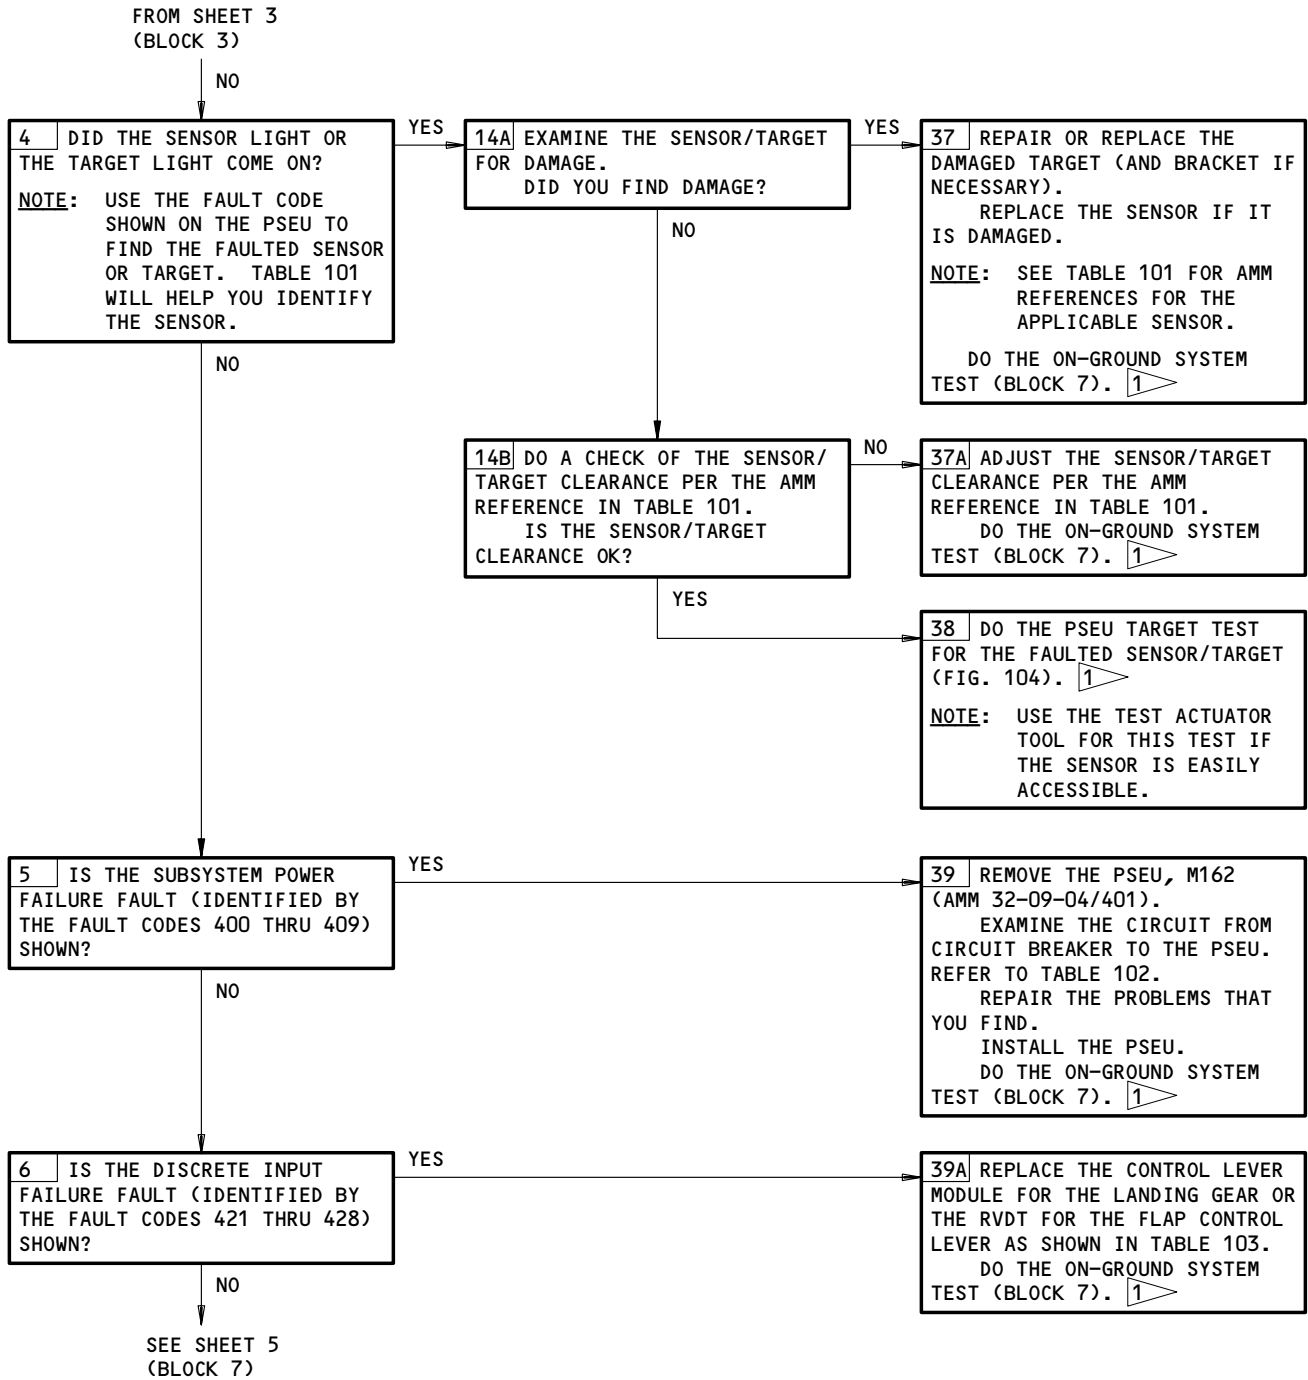 FROM SHEET 3
(BLOCK 3)
NO
4 DID THE SENSOR LIGHT OR
THE TARGET LIGHT COME ON?
NOTE: USE THE FAULT CODE
SHOWN ON THE PSEU TO
FIND THE FAULTED SENSOR
OR TARGET. TABLE 101
WILL HELP YOU IDENTIFY
THE SENSOR.
YES
14A EXAMINE THE SENSOR/TARGET
FOR DAMAGE.
DID YOU FIND DAMAGE?
YES
37 REPAIR OR REPLACE THE
DAMAGED TARGET (AND BRACKET IF
NECESSARY).
REPLACE THE SENSOR IF IT
IS DAMAGED.
NOTE: SEE TABLE 101 FOR AMM
REFERENCES FOR THE
APPLICABLE SENSOR.
DO THE ON-GROUND SYSTEM
TEST (BLOCK 7). 1
NO
NO
14B DO A CHECK OF THE SENSOR/
TARGET CLEARANCE PER THE AMM
REFERENCE IN TABLE 101.
IS THE SENSOR/TARGET
CLEARANCE OK?
NO
37A ADJUST THE SENSOR/TARGET
CLEARANCE PER THE AMM
REFERENCE IN TABLE 101.
DO THE ON-GROUND SYSTEM
TEST (BLOCK 7). 1
YES
38 DO THE PSEU TARGET TEST
FOR THE FAULTED SENSOR/TARGET
(FIG. 104). 1
NOTE: USE THE TEST ACTUATOR
TOOL FOR THIS TEST IF
THE SENSOR IS EASILY
ACCESSIBLE.
5 IS THE SUBSYSTEM POWER
FAILURE FAULT (IDENTIFIED BY
THE FAULT CODES 400 THRU 409)
SHOWN?
YES
39 REMOVE THE PSEU, M162
(AMM 32-09-04/401).
EXAMINE THE CIRCUIT FROM
CIRCUIT BREAKER TO THE PSEU.
REFER TO TABLE 102.
REPAIR THE PROBLEMS THAT
YOU FIND.
INSTALL THE PSEU.
DO THE ON-GROUND SYSTEM
TEST (BLOCK 7). 1
NO
6 IS THE DISCRETE INPUT
FAILURE FAULT (IDENTIFIED BY
THE FAULT CODES 421 THRU 428)
SHOWN?
YES
39A REPLACE THE CONTROL LEVER
MODULE FOR THE LANDING GEAR OR
THE RVDT FOR THE FLAP CONTROL
LEVER AS SHOWN IN TABLE 103.
DO THE ON-GROUND SYSTEM
TEST (BLOCK 7). 1
NO
SEE SHEET 5
(BLOCK 7)